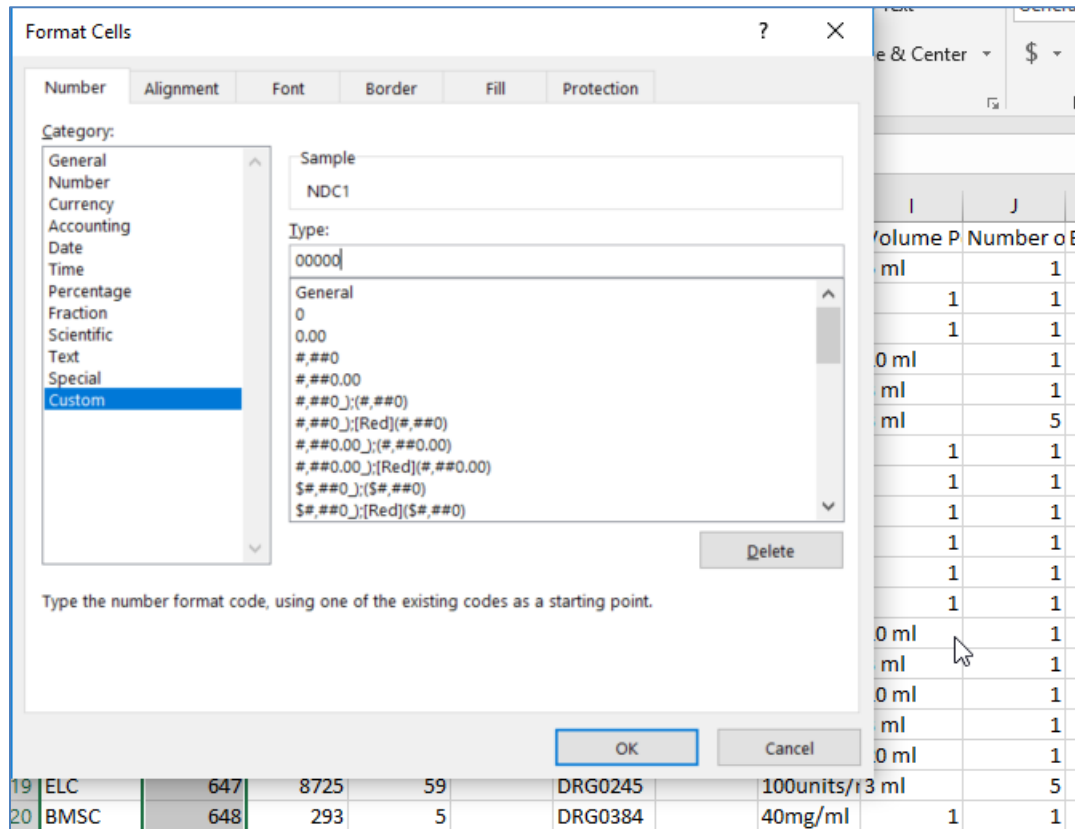 Format Cells ? ×
e & Center $
Number Alignment Font Border Fill Protection
Category:
General
Number
Currency
Accounting
Date
Time
Percentage
Fraction
Scientific
Text
Special
Custom
Sample
NDC1
Type:
00000
General
0
0.00
#,##0
#,##0.00
#,##0_);(#,##0)
#,##0_);[Red](#,##0)
#,##0.00_);(#,##0.00)
#,##0.00_);[Red](#,##0.00)
$#,##0_);($#,##0)
$#,##0_);[Red]($#,##0)
Delete
Type the number format code, using one of the existing codes as a starting point.
OK Cancel
I J
olume P Number o E
ml 1
1 1
1 1
0 ml 1
ml 1
ml 5
1 1
1 1
1 1
1 1
1 1
1 1
0 ml 1
ml 1
0 ml 1
ml 1
0 ml 1
19 ELC 647 8725 59 DRG0245 100units/r 3 ml 5
20 BMSC 648 293 5 DRG0384 40mg/ml 1 1